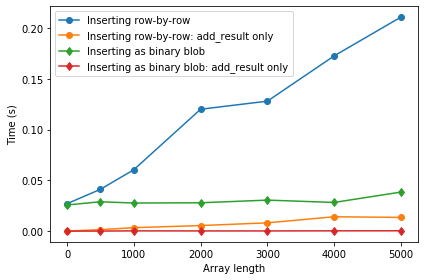 Inserting row-by-row
Inserting row-by-row: add_result only
Inserting as binary blob
Inserting as binary blob: add_result only
Time (s)
0.20
0.15
0.10
0.05
0.00
0 1000 2000 3000 4000 5000
Array length